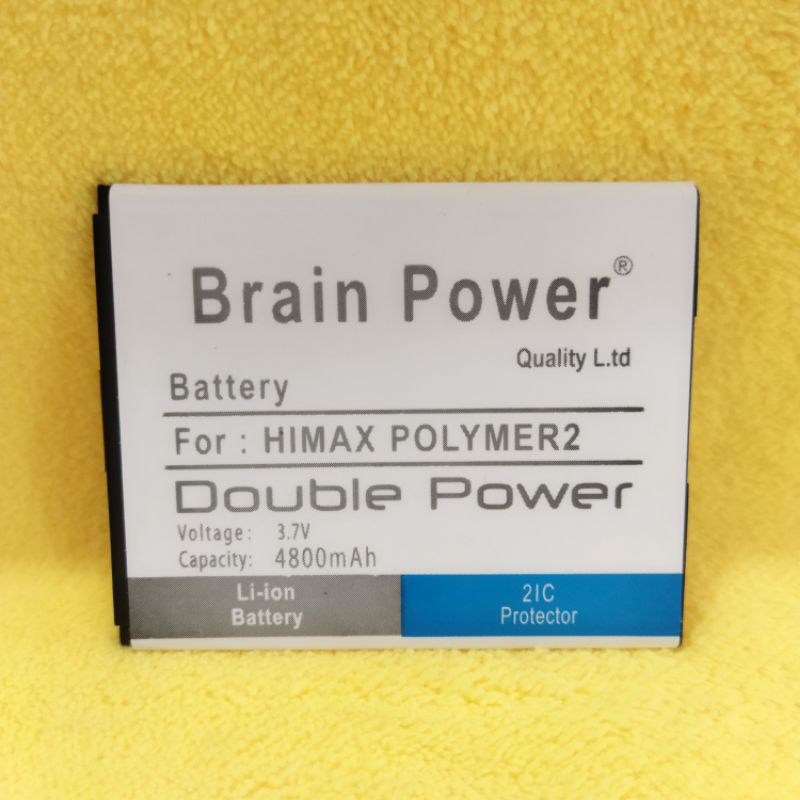 Brain Power®
Quality L.td
Battery
For : HIMAX POLYMER2
Double Power
Voltage: 3.7V
Capacity: 4800mAh
Li-ion
Battery
2IC
Protector